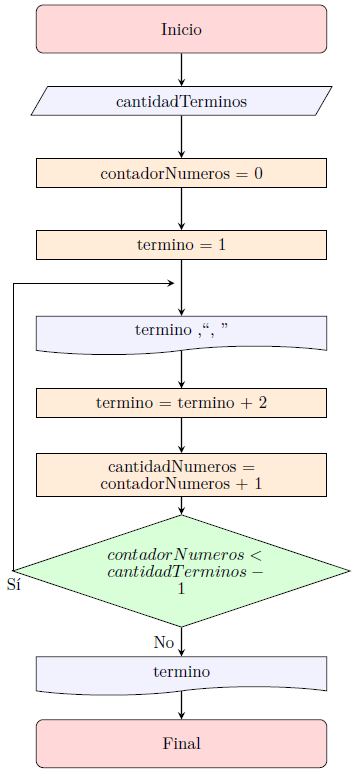 Inicio
cantidadTerminos
contadorNumeros = 0
termino = 1
termino ,“, ”
termino = termino + 2
cantidadNumeros =
contadorNumeros + 1
contadorNumeros <
cantidadTerminos −
1
Sí
No
termino
Final